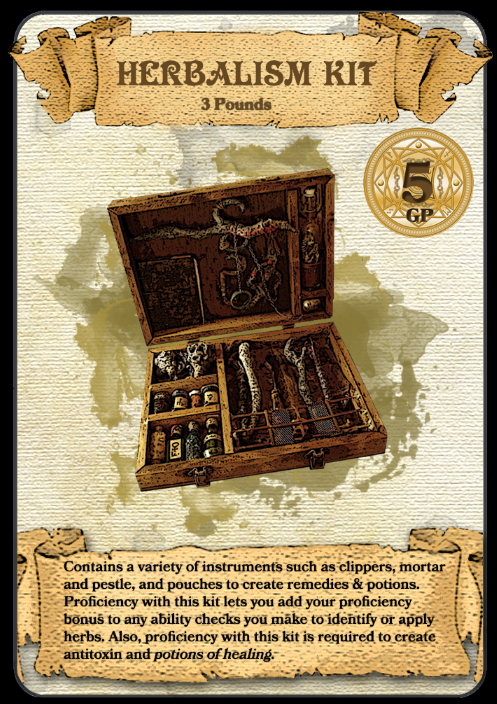 HERBALISM KIT
3 Pounds
5
GP
Contains a variety of instruments such as clippers, mortar
and pestle, and pouches to create remedies & potions.
Proficiency with this kit lets you add your proficiency
bonus to any ability checks you make to identify or apply
herbs. Also, proficiency with this kit is required to create
antitoxin and potions of healing.